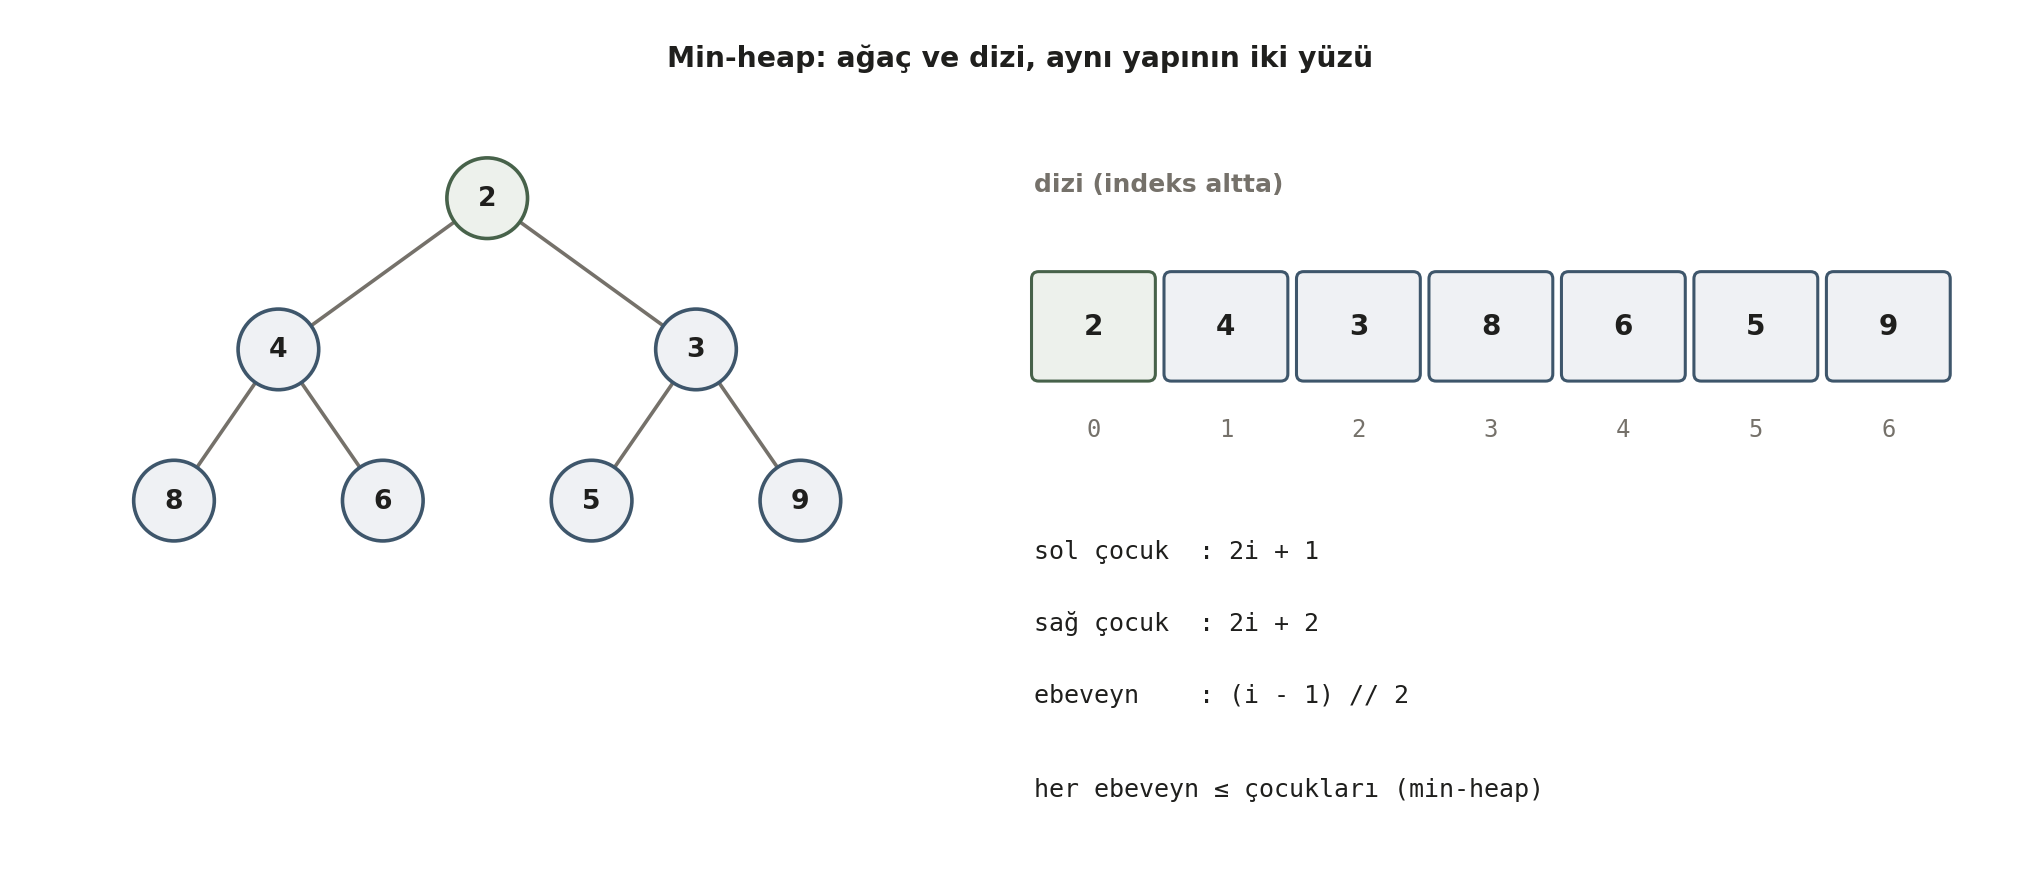 Min-heap: ağaç ve dizi, aynı yapının iki yüzü
2
4 3
8 6 5 9
dizi (indeks altta)
2 4 3 8 6 5 9
0 1 2 3 4 5 6
sol çocuk  : 2i + 1
sağ çocuk  : 2i + 2
ebeveyn    : (i - 1) // 2
her ebeveyn ≤ çocukları (min-heap)